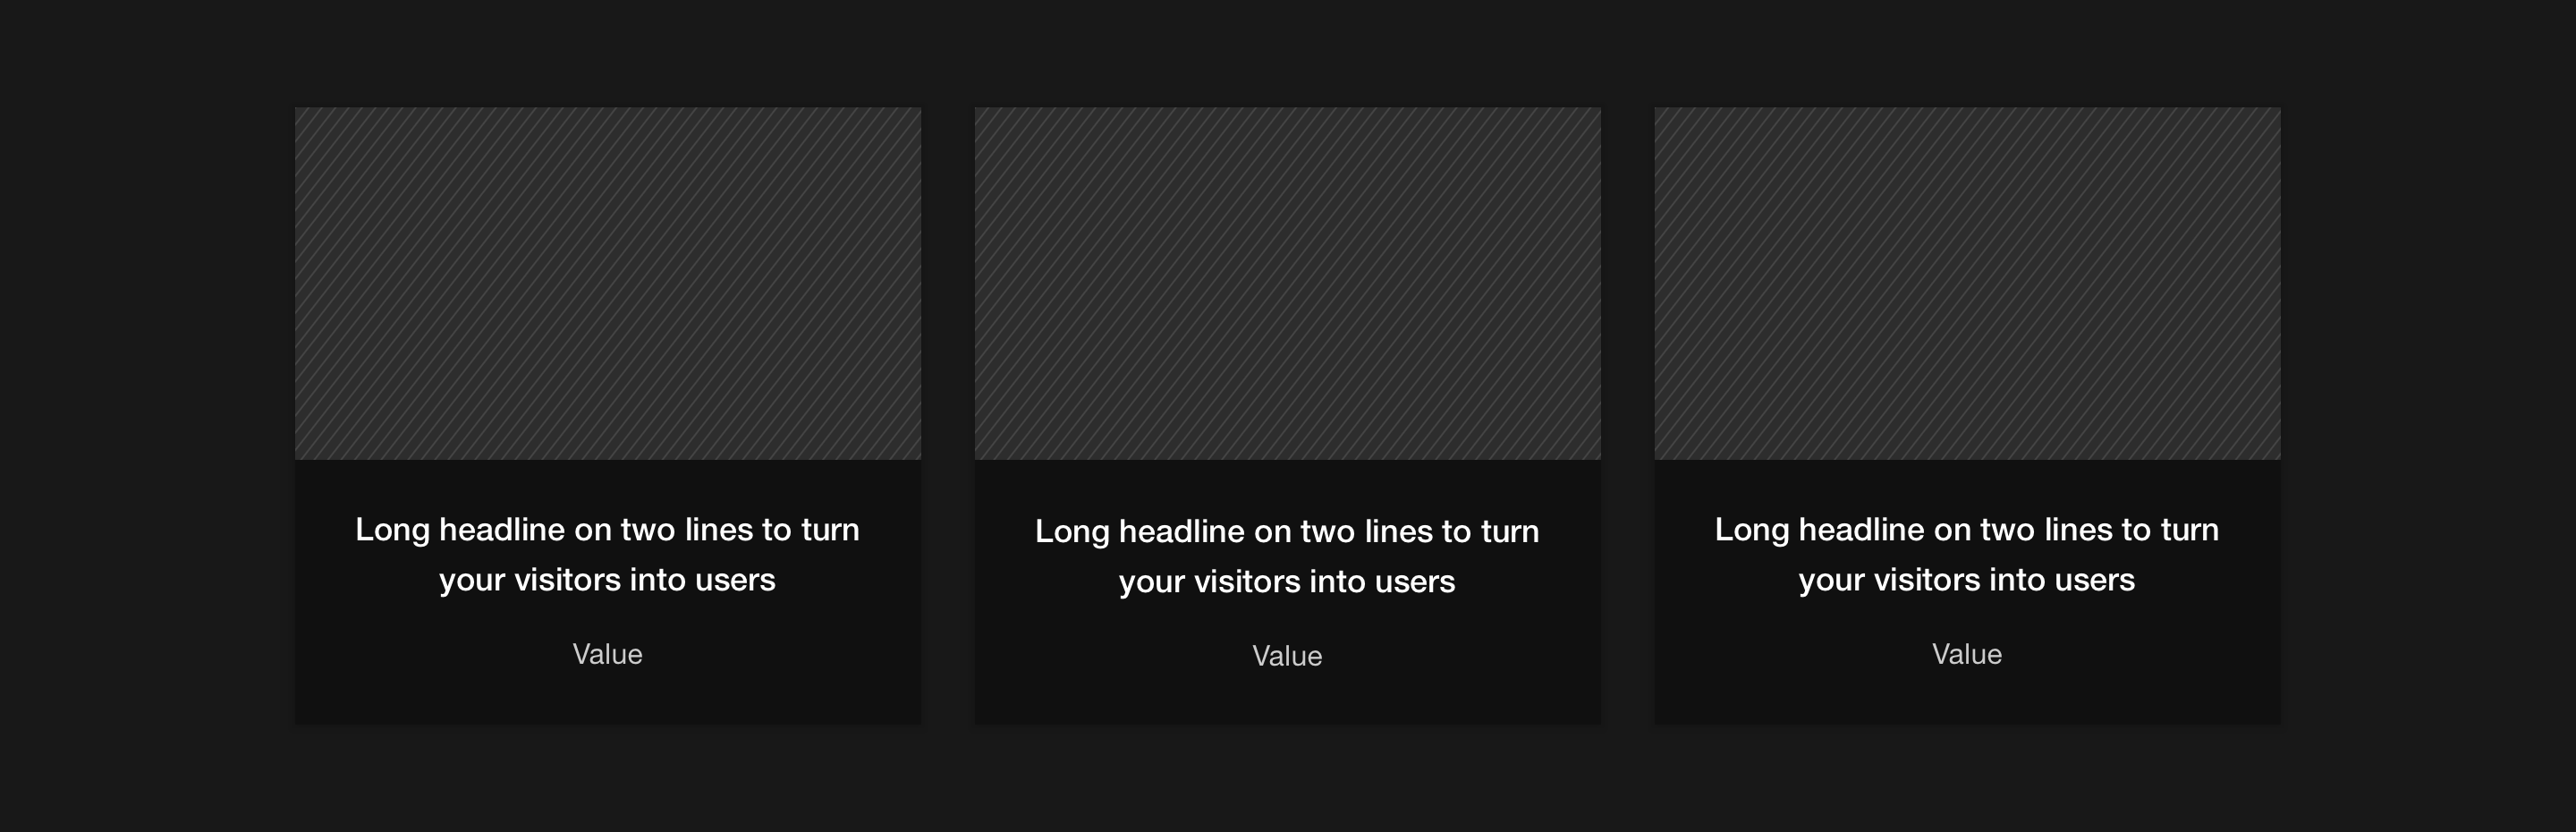 Long headline on two lines to turn
your visitors into users
Value
Long headline on two lines to turn
your visitors into users
Value
Long headline on two lines to turn
your visitors into users
Value